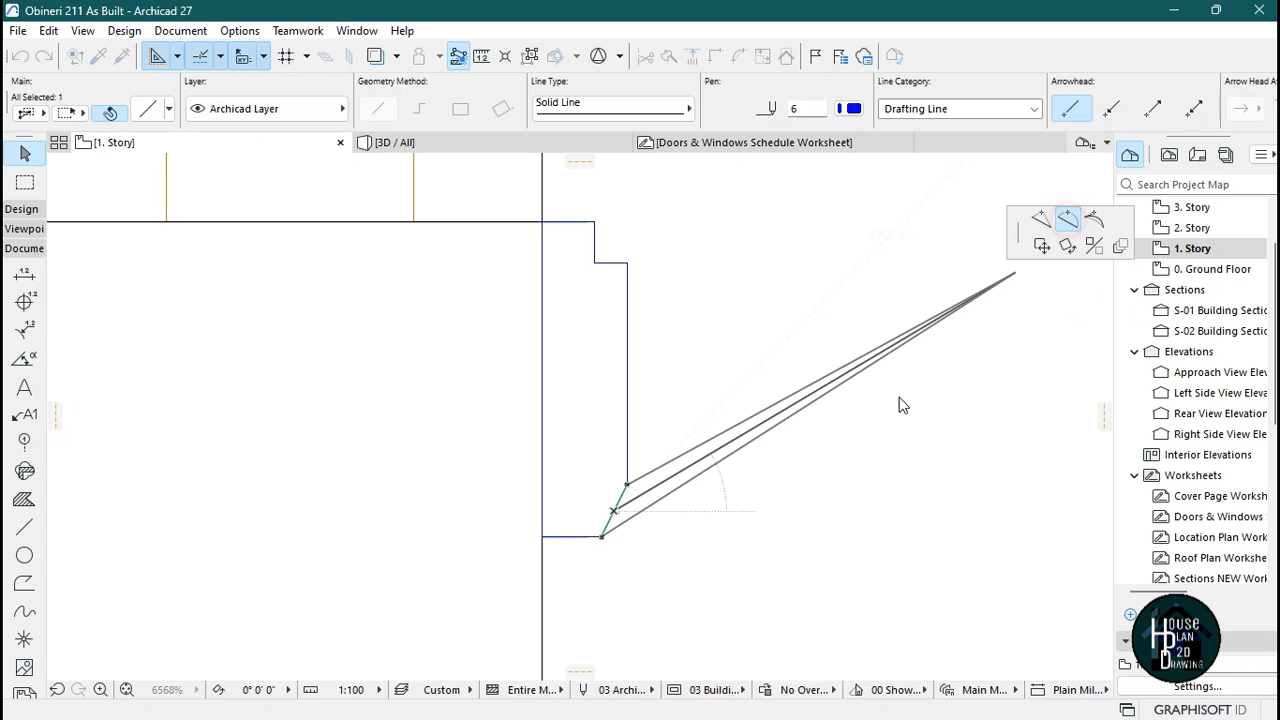 Obineri 211 As Built - Archicad 27
File Edit View Design Document Options Teamwork Window Help
Main: Layer: Geometry Method: Line Type: Pen: Line Category: Arrowhead: Arrow Head A
All Selected: 1
Archicad Layer
Solid Line
6
Drafting Line
[1. Story]
[3D / All]
[Doors & Windows Schedule Worksheet]
Design
Viewpoi
Docume
Search Project Map
3. Story
2. Story
1. Story
0. Ground Floor
Sections
S-01 Building Sectic
S-02 Building Sectic
Elevations
Approach View Elev
Left Side View Eleva
Rear View Elevation
Right Side View Ele
Interior Elevations
Worksheets
Cover Page Worksh
Doors & Windows
Location Plan Work
Roof Plan Workshe
Sections NEW Work
HOUSE
PLAN
2D
DRAWING
Settings...
6568% 0° 0' 0" 1:100 Custom Entire M... 03 Archi... 03 Buildi... No Over... 00 Show... Main M... Plain Mil...
GRAPHISOFT ID